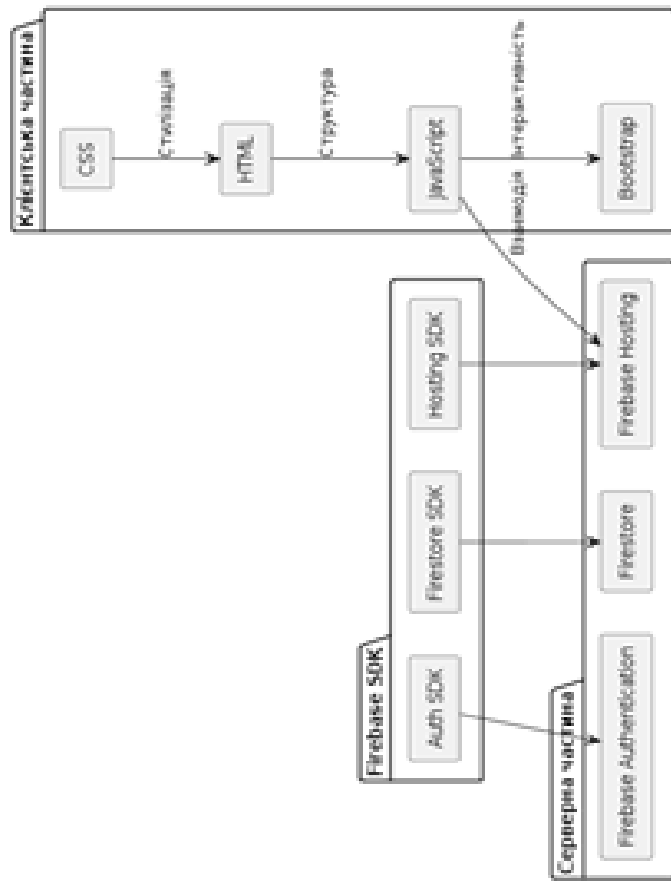 Клієнтська частина
CSS
Стилізація
HTML
Структура
JavaScript
Взаємодія
Інтерактивність
Bootstrap
Firebase SDK
Auth SDK
Firestore SDK
Hosting SDK
Серверна частина
Firebase Authentication
Firestore
Firebase Hosting